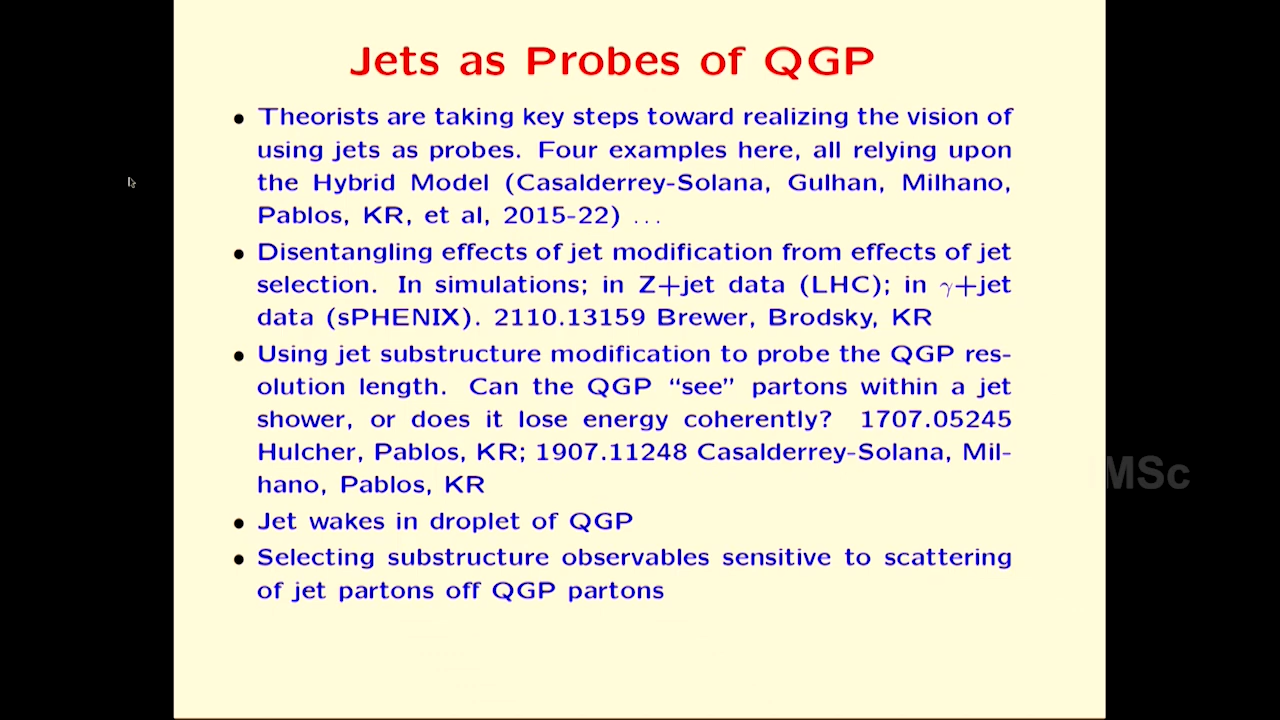 Jets as Probes of QGP
• Theorists are taking key steps toward realizing the vision of
using jets as probes. Four examples here, all relying upon
the Hybrid Model (Casalderrey-Solana, Gulhan, Milhano,
Pablos, KR, et al, 2015-22) ...
• Disentangling effects of jet modification from effects of jet
selection. In simulations; in Z+jet data (LHC); in γ+jet
data (sPHENIX). 2110.13159 Brewer, Brodsky, KR
• Using jet substructure modification to probe the QGP res-
olution length. Can the QGP “see” partons within a jet
shower, or does it lose energy coherently? 1707.05245
Hulcher, Pablos, KR; 1907.11248 Casalderrey-Solana, Mil-
hano, Pablos, KR
• Jet wakes in droplet of QGP
• Selecting substructure observables sensitive to scattering
of jet partons off QGP partons
IMSc